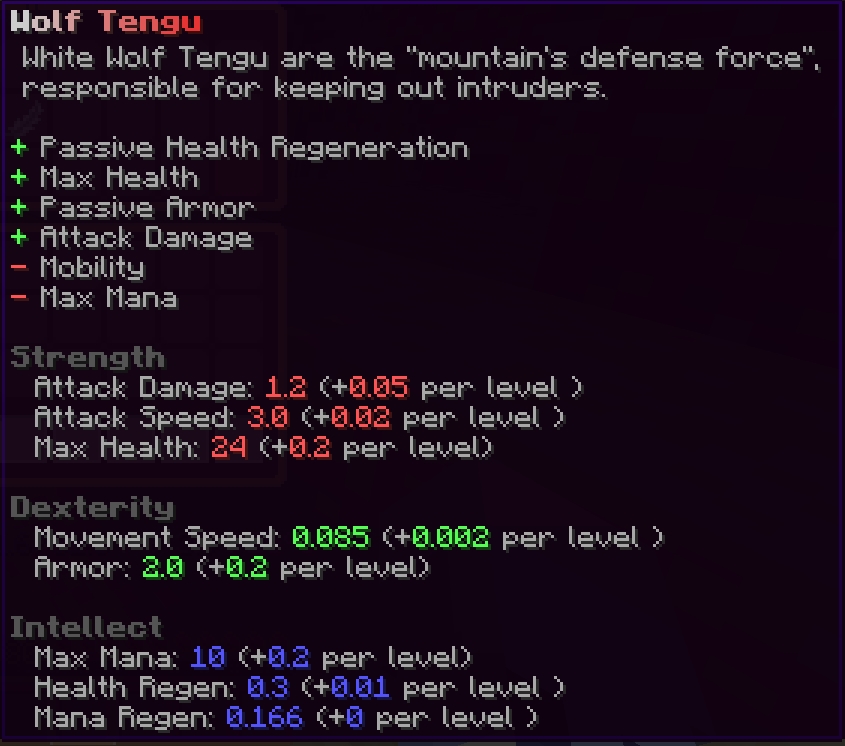 Wolf Tengu
White Wolf Tengu are the "mountain's defense force",
responsible for keeping out intruders.
+ Passive Health Regeneration
+ Max Health
+ Passive Armor
+ Attack Damage
- Mobility
- Max Mana
Strength
Attack Damage: 1.2 (+0.05 per level )
Attack Speed: 3.0 (+0.02 per level )
Max Health: 24 (+0.2 per level)
Dexterity
Movement Speed: 0.085 (+0.002 per level )
Armor: 2.0 (+0.2 per level)
Intellect
Max Mana: 10 (+0.2 per level)
Health Regen: 0.3 (+0.01 per level )
Mana Regen: 0.166 (+0 per level )